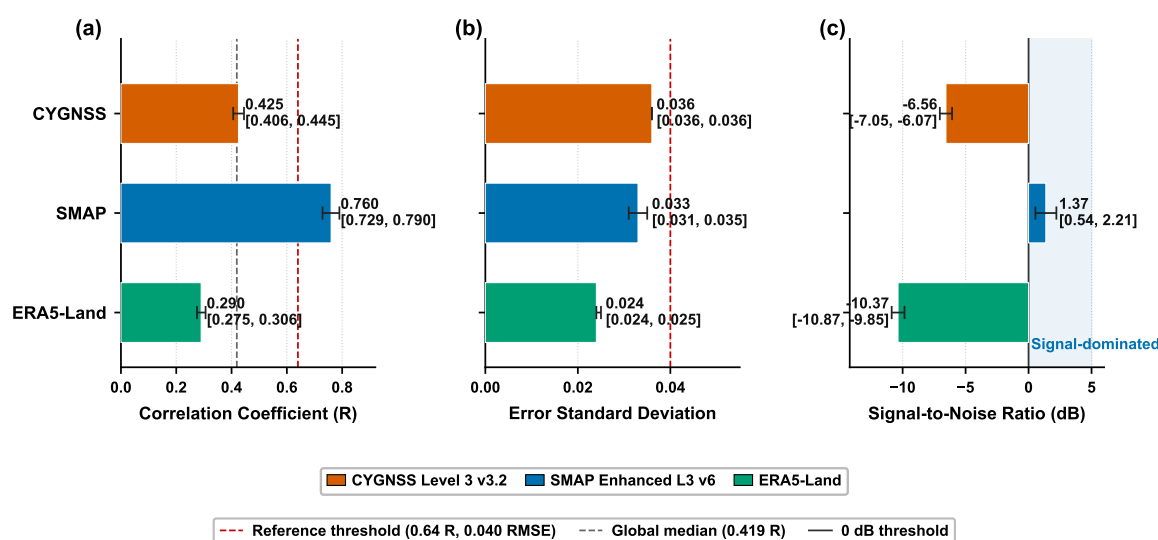 (a)
(b)
(c)
CYGNSS
SMAP
ERA5-Land
0.425
[0.406, 0.445]
0.760
[0.729, 0.790]
0.290
[0.275, 0.306]
0.0 0.2 0.4 0.6 0.8
Correlation Coefficient (R)
0.036
[0.036, 0.036]
0.033
[0.031, 0.035]
0.024
[0.024, 0.025]
0.00 0.02 0.04
Error Standard Deviation
-6.56
[-7.05, -6.07]
1.37
[0.54, 2.21]
-10.37
[-10.87, -9.85]
Signal-dominated
−10 −5 0 5
Signal-to-Noise Ratio (dB)
CYGNSS Level 3 v3.2 SMAP Enhanced L3 v6 ERA5-Land
Reference threshold (0.64 R, 0.040 RMSE) Global median (0.419 R) 0 dB threshold